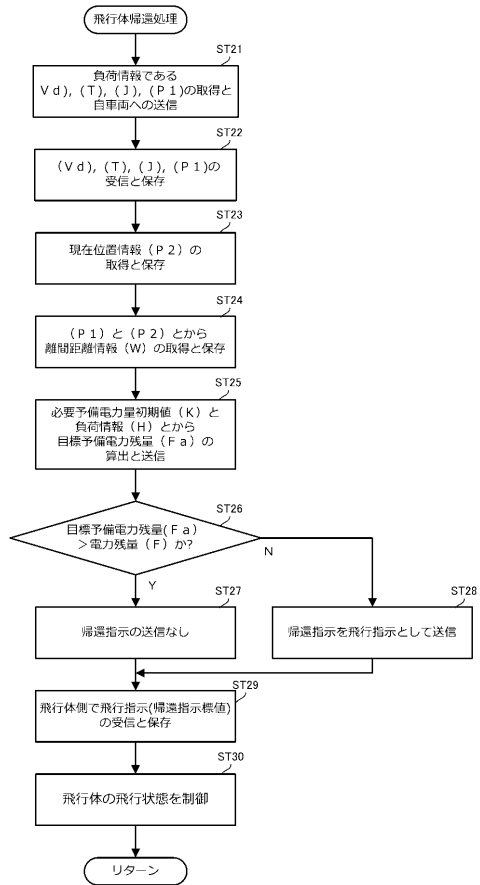 飛行体帰還処理
ST21
負荷情報である
Vd),(T),(J),(P1)の取得と
自車両への送信
ST22
(Vd),(T),(J),(P1)の
受信と保存
ST23
現在位置情報(P2)の
取得と保存
ST24
(P1)と(P2)とから
離間距離情報(W)の取得と保存
ST25
必要予備電力量初期値(K)と
負荷情報(H)とから
目標予備電力残量(Fa)の
算出と送信
ST26
目標予備電力残量(Fa)
>電力残量(F)か?
N
Y
ST27
帰還指示の送信なし
ST28
帰還指示を飛行指示として送信
ST29
飛行体側で飛行指示(帰還指示標値)
の受信と保存
ST30
飛行体の飛行状態を制御
リターン